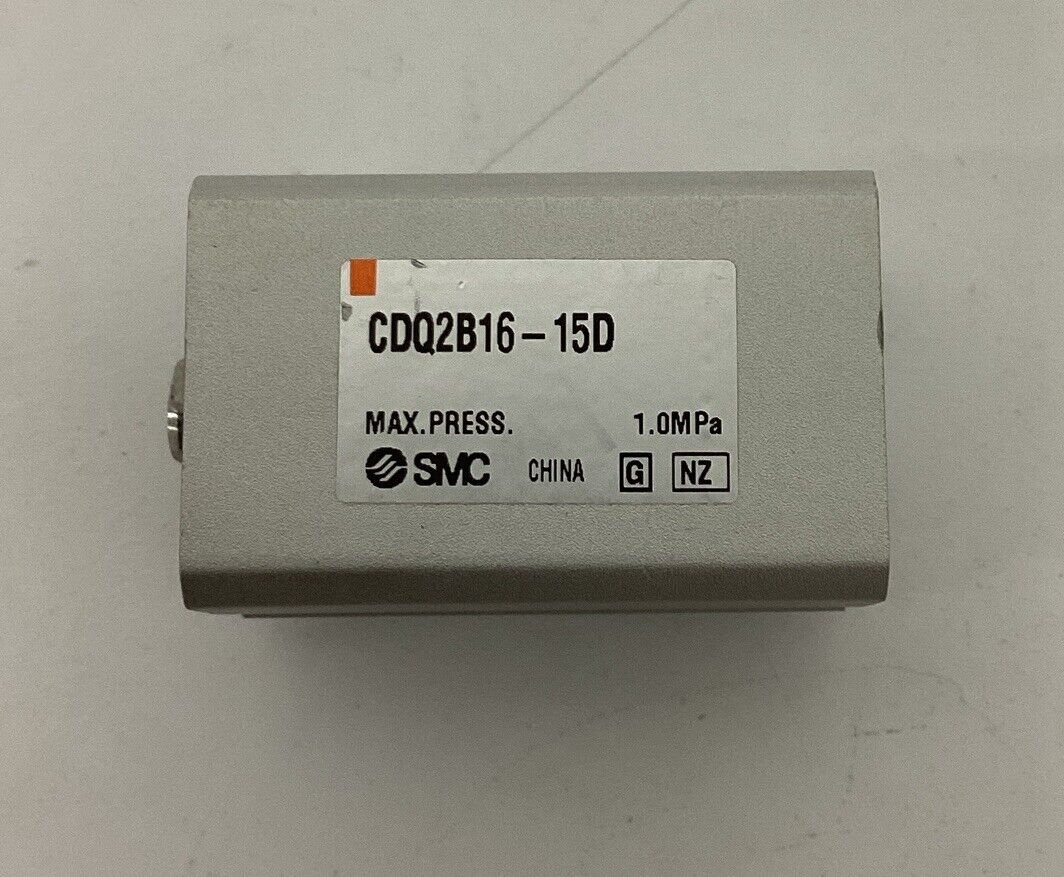 CDQ2B16-15D
MAX.PRESS. 1.0MPa
SMC CHINA G NZ